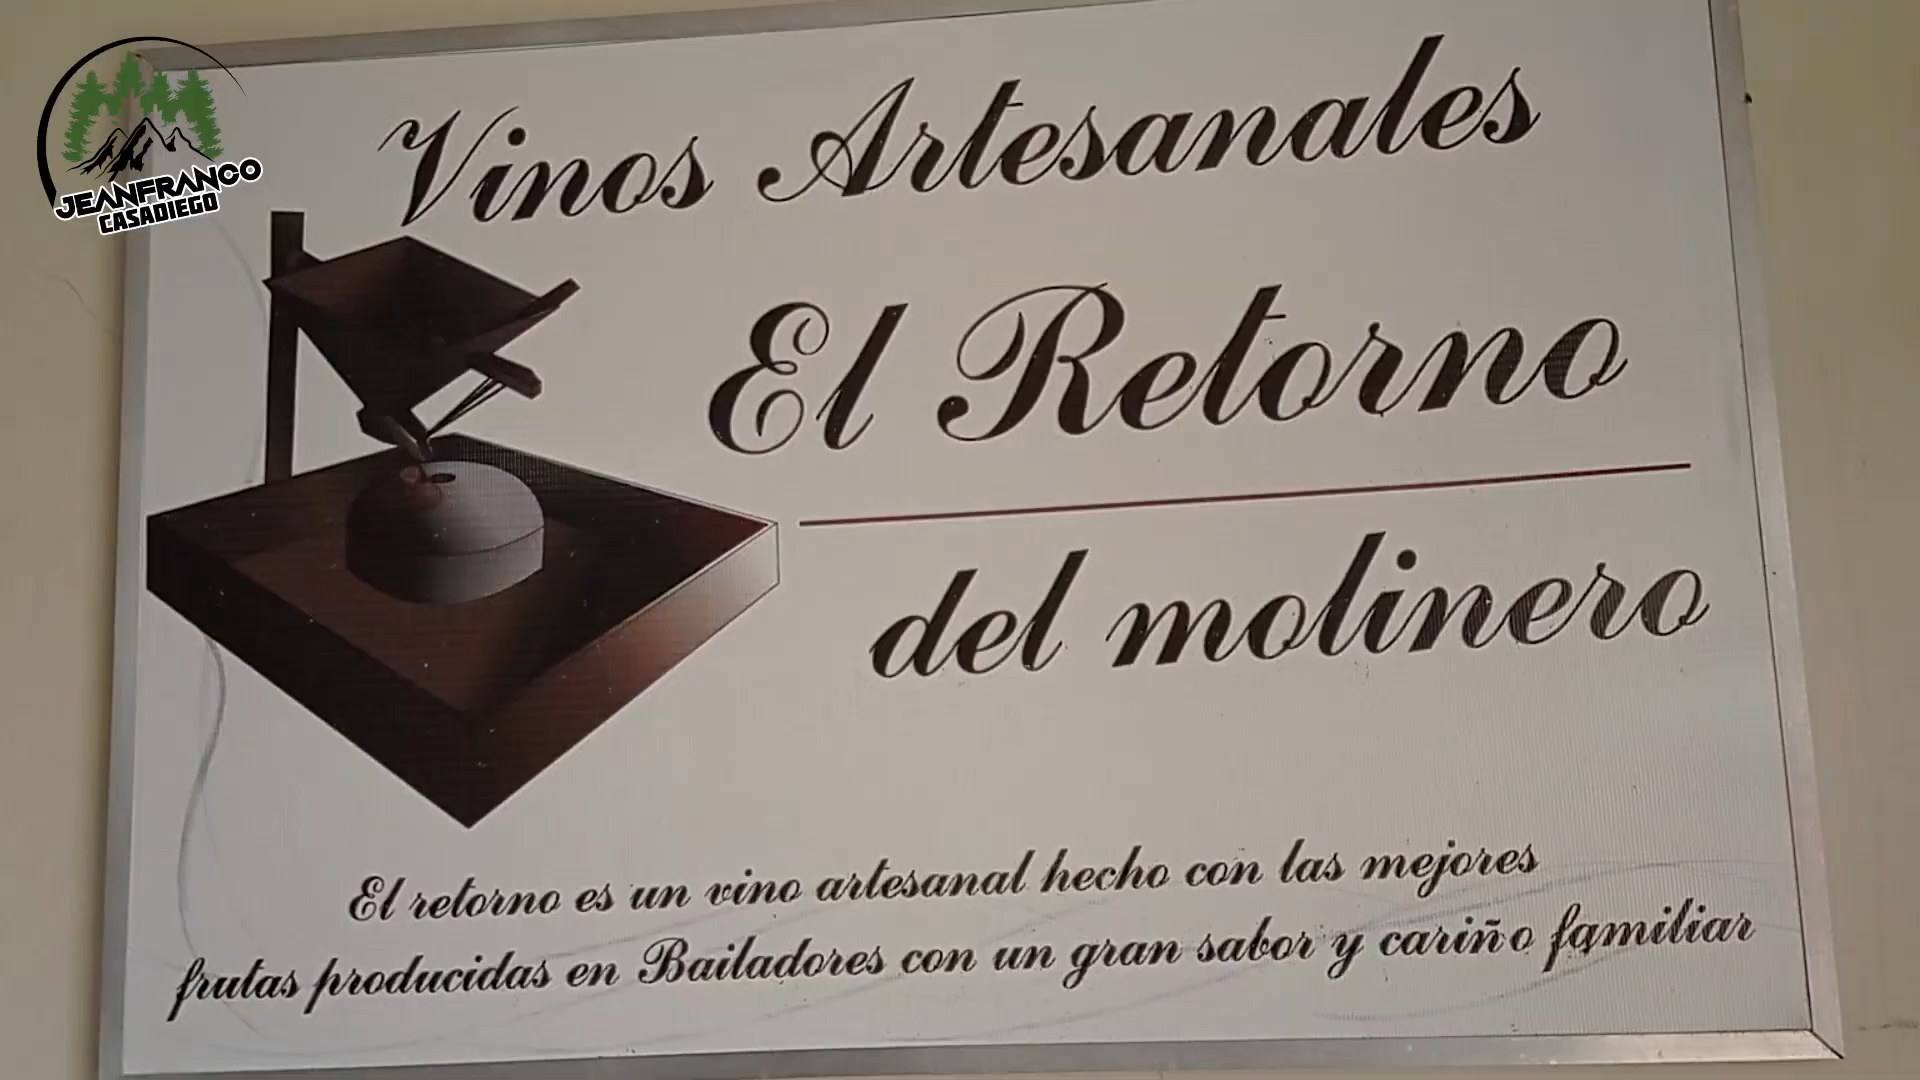 JEANFRANCO
CASADIEGO
Vinos Artesanales
El Retorno
del molinero
El retorno es un vino artesanal hecho con las mejores
frutas producidas en Bailadores con un gran sabor y cariño familiar